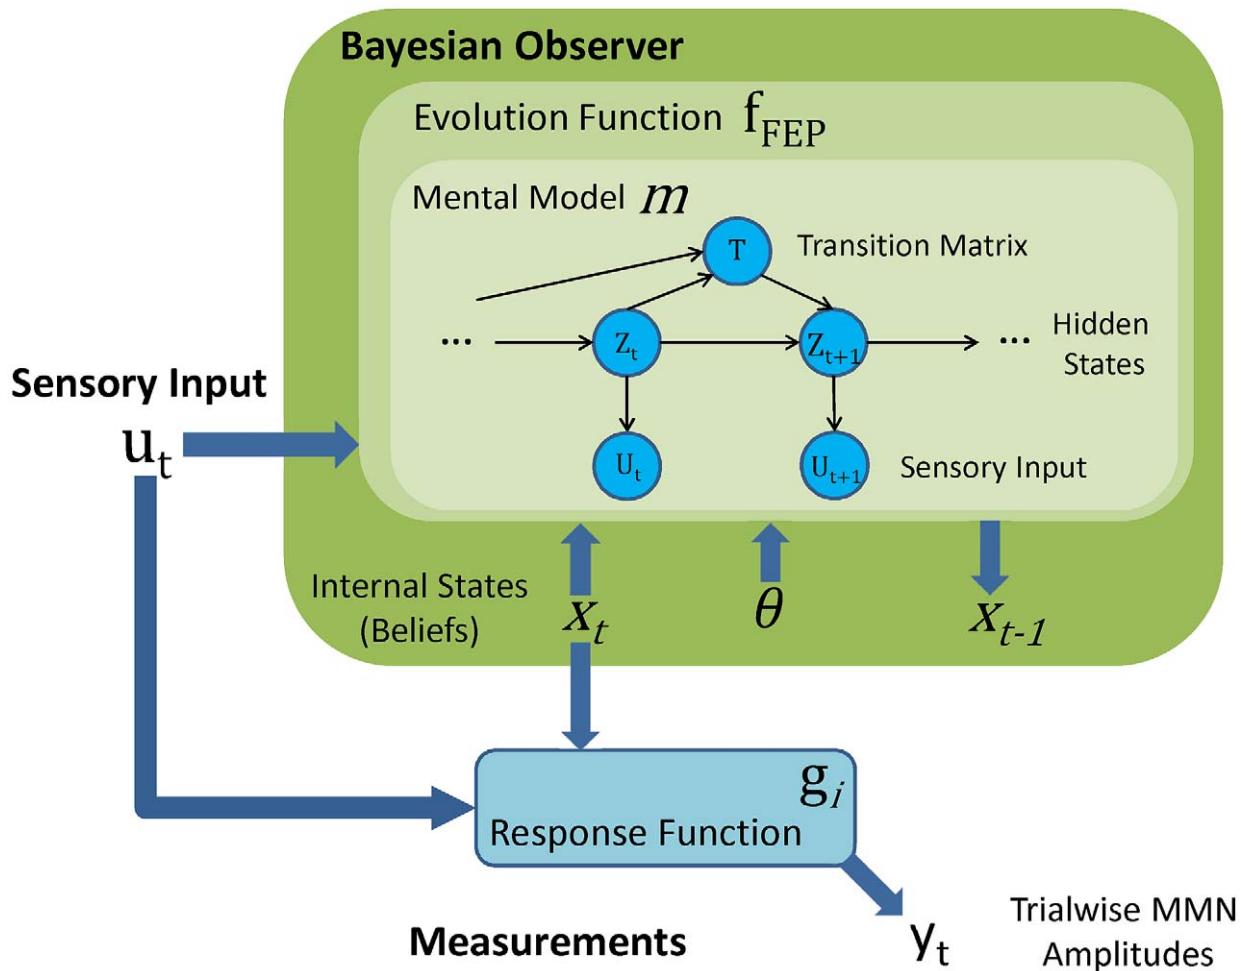 Bayesian Observer
Evolution Function f_FEP
Mental Model m
T
Transition Matrix
...
Z_t
Z_t+1
...
Hidden
States
Sensory Input
u_t
U_t
U_t+1
Sensory Input
Internal States
(Beliefs)
x_t
θ
x_t-1
g_i
Response Function
Measurements
y_t
Trialwise MMN
Amplitudes